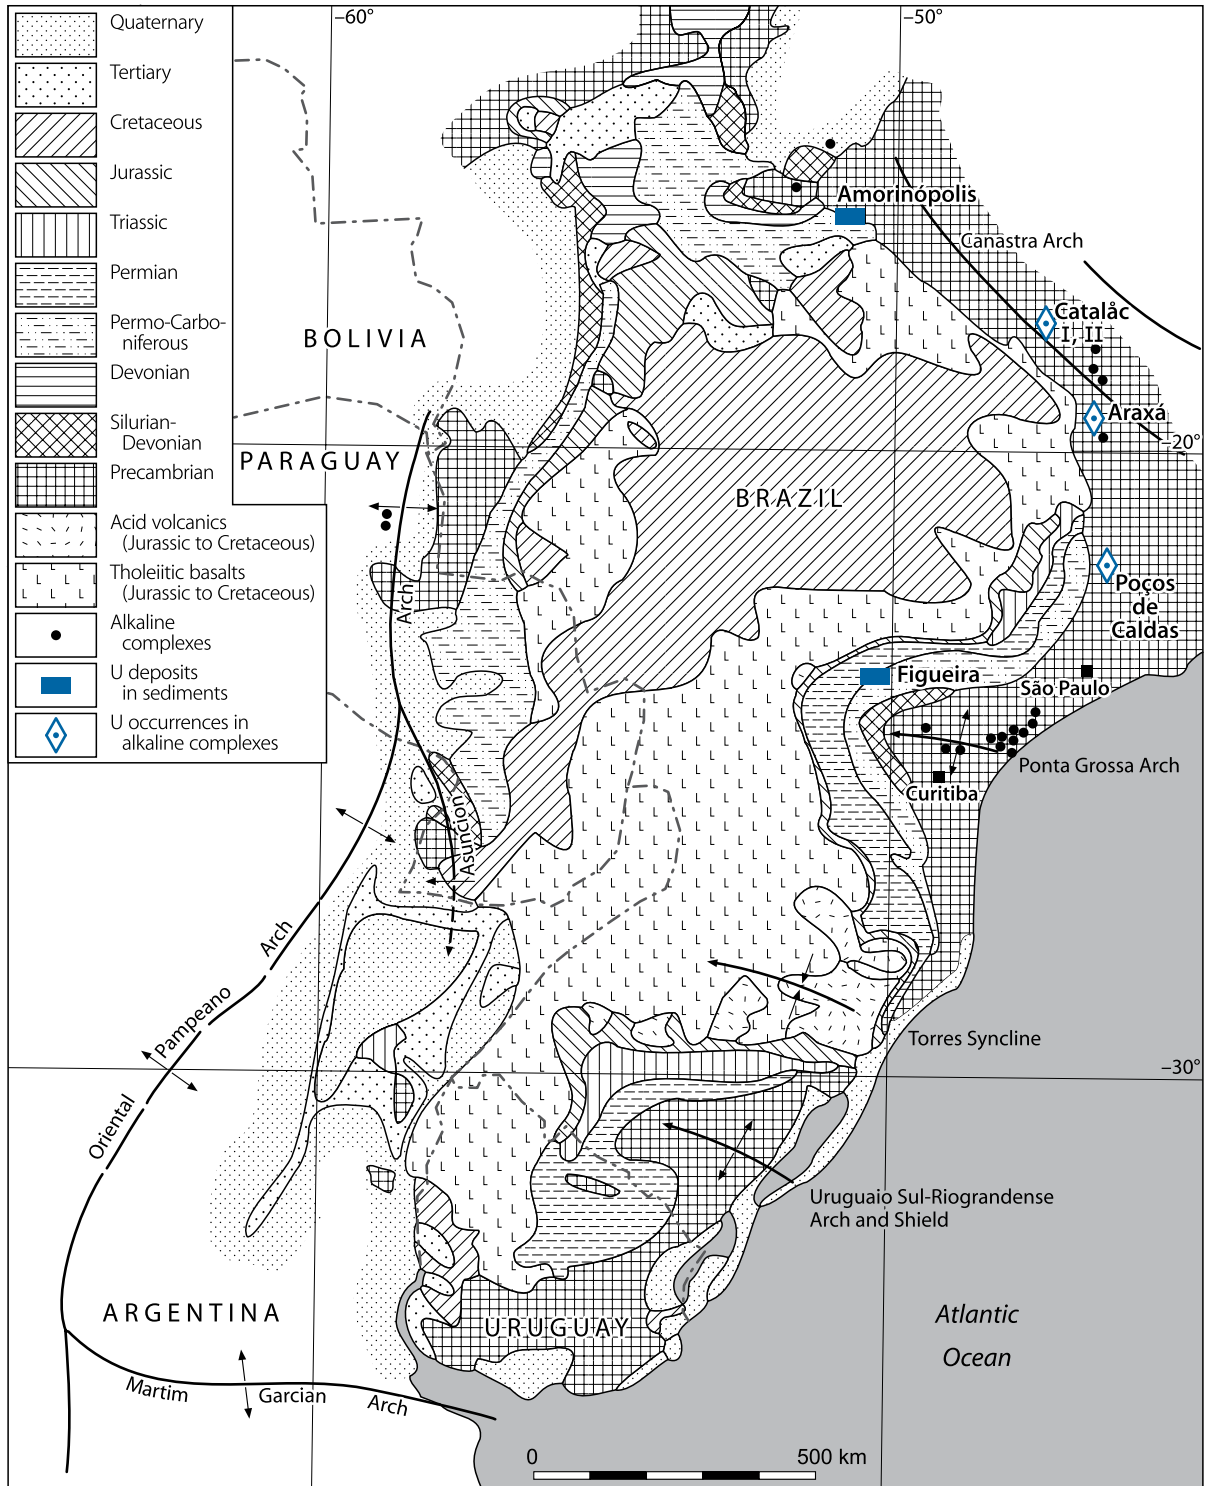 Quaternary
Tertiary
Cretaceous
Jurassic
Triassic
Permian
Permo-Carbo-
niferous
Devonian
Silurian-
Devonian
Precambrian
Acid volcanics
(Jurassic to Cretaceous)
Tholeiitic basalts
(Jurassic to Cretaceous)
Alkaline
complexes
U deposits
in sediments
U occurrences in
alkaline complexes
–60°
–50°
Amorinópolis
Canastra Arch
Catalåc
I, II
BOLIVIA
Araxá
–20°
PARAGUAY
BRAZIL
Arch
Poços
de
Caldas
Figueira
São Paulo
Ponta Grossa Arch
Curitiba
Asuncion
Arch
Pampeano
Oriental
Torres Syncline
–30°
Uruguaio Sul-Riograndense
Arch and Shield
ARGENTINA
URUGUAY
Atlantic
Ocean
Martim
Garcian
Arch
0
500 km